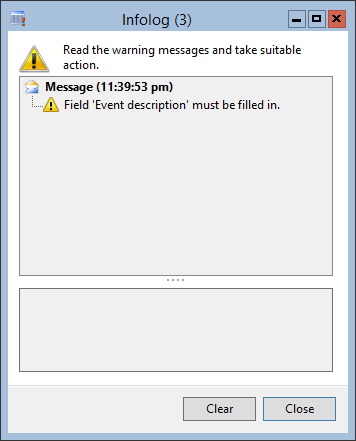 Infolog (3)
Read the warning messages and take suitable
action.
Message (11:39:53 pm)
Field 'Event description' must be filled in.
Clear
Close